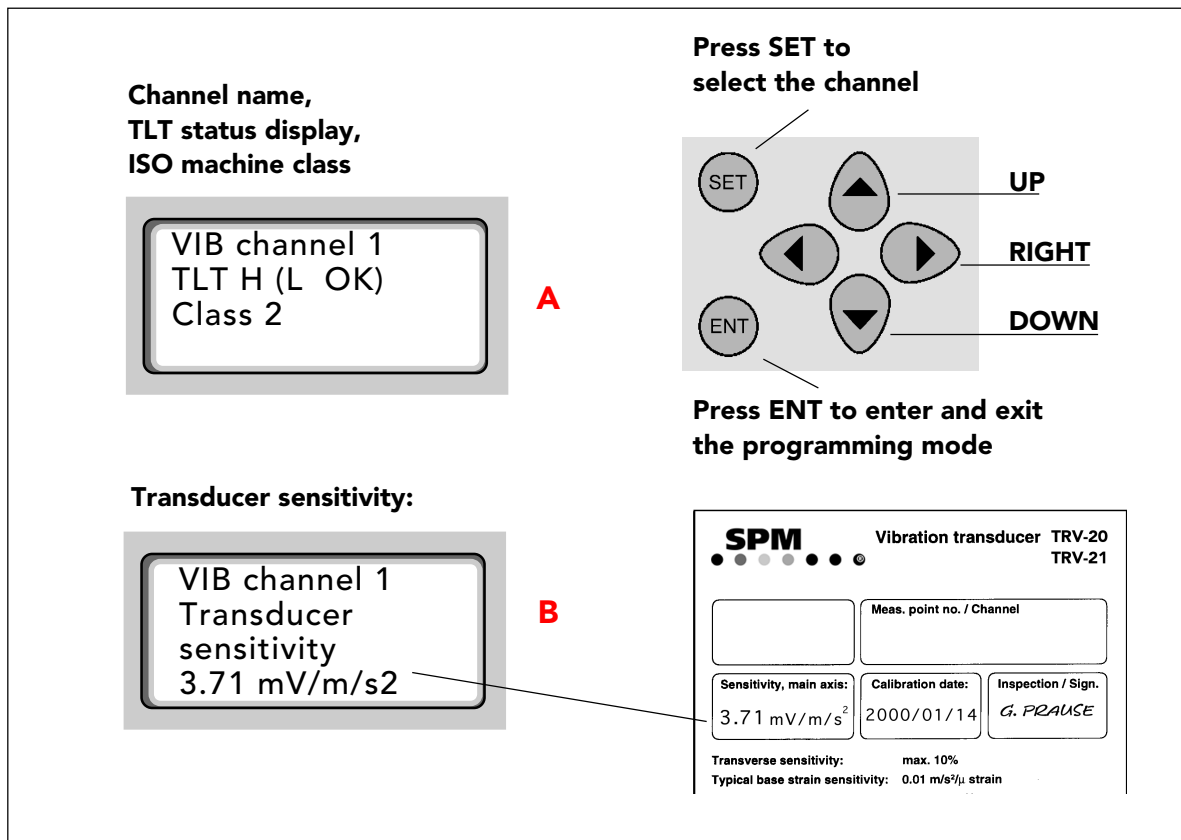 Press SET to
select the channel
Channel name,
TLT status display,
ISO machine class
SET
UP
VIB channel 1
TLT H (L OK)
Class 2
A
RIGHT
ENT
DOWN
Press ENT to enter and exit
the programming mode
Transducer sensitivity:
VIB channel 1
Transducer
sensitivity
3.71 mV/m/s2
B
SPM ®
Vibration transducer TRV-20
TRV-21
Meas. point no. / Channel
Sensitivity, main axis:
3.71 mV/m/s²
Calibration date:
2000/01/14
Inspection / Sign.
G. PRAUSE
Transverse sensitivity: max. 10%
Typical base strain sensitivity: 0.01 m/s²/μ strain